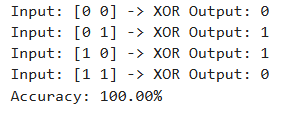 Input: [0 0] -> XOR Output: 0
Input: [0 1] -> XOR Output: 1
Input: [1 0] -> XOR Output: 1
Input: [1 1] -> XOR Output: 0
Accuracy: 100.00%